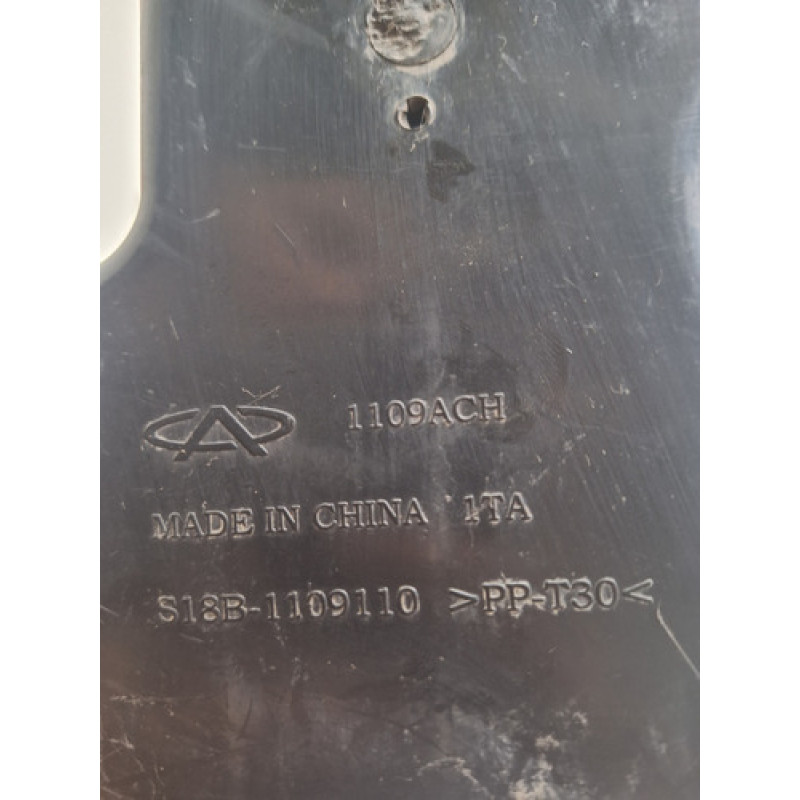 1109ACH
MADE IN CHINA 1TA
S18B-1109110 >PP-T30<